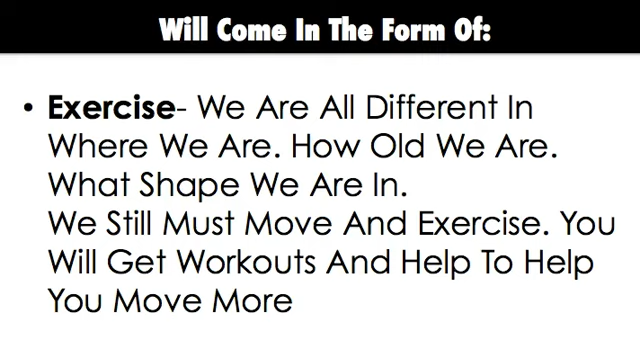 Will Come In The Form Of:
• Exercise- We Are All Different In
Where We Are. How Old We Are.
What Shape We Are In.
We Still Must Move And Exercise. You
Will Get Workouts And Help To Help
You Move More